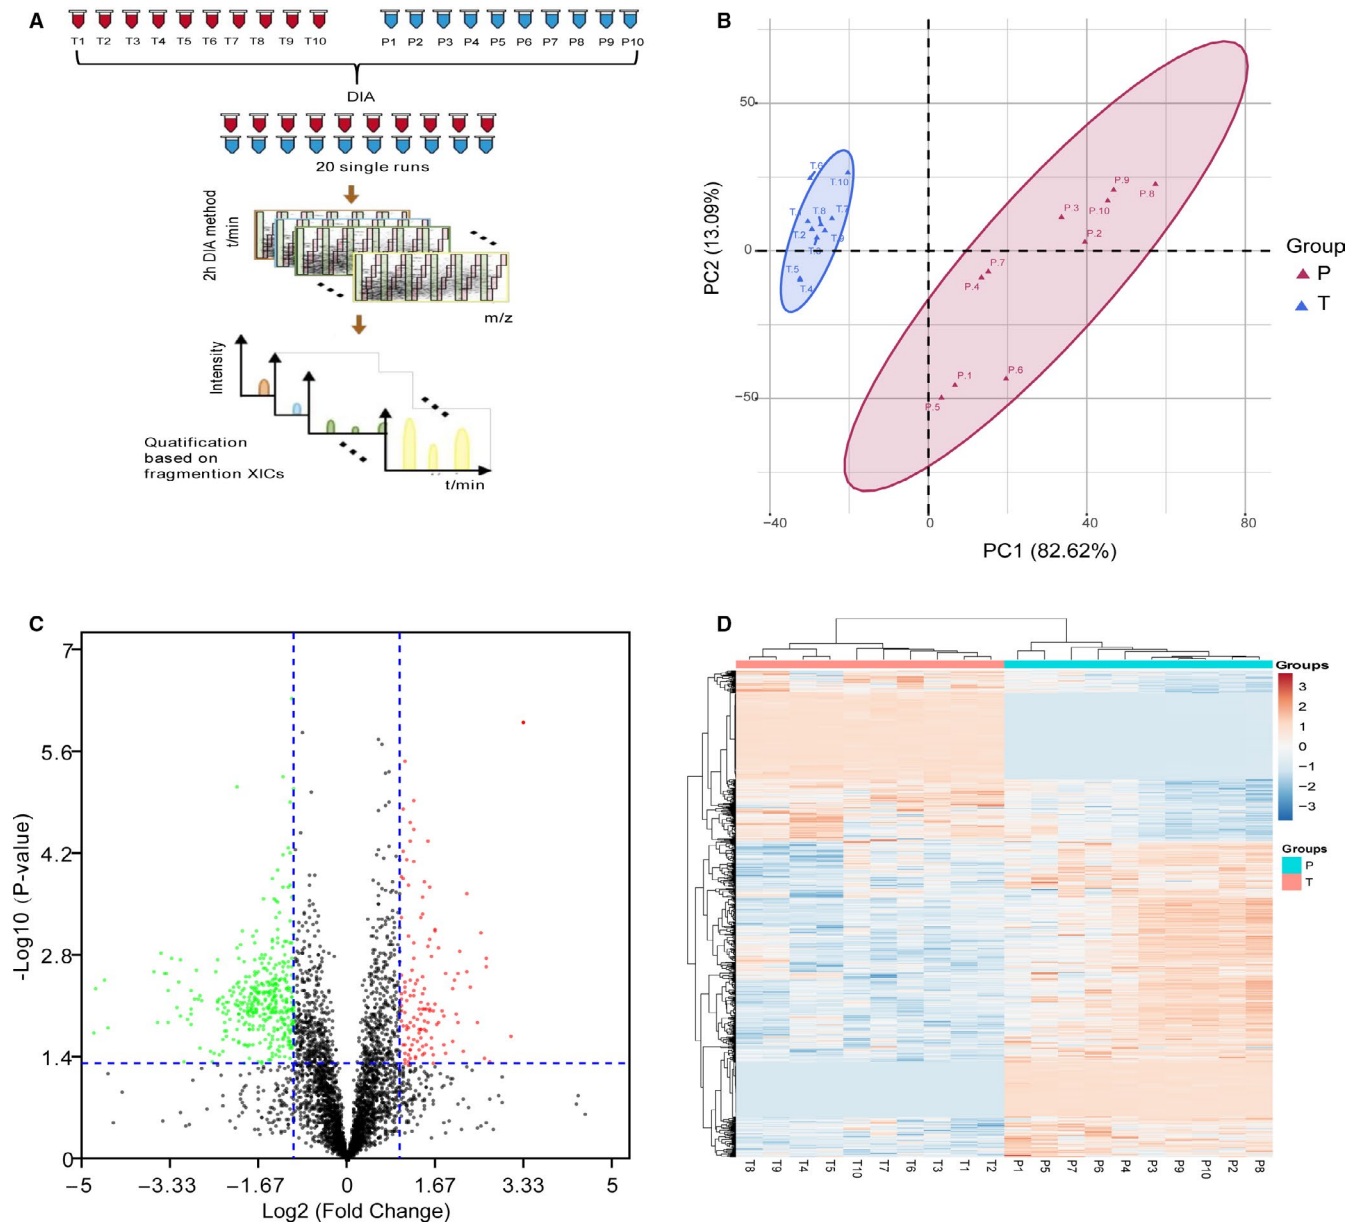 A
T1 T2 T3 T4 T5 T6 T7 T8 T9 T10
P1 P2 P3 P4 P5 P6 P7 P8 P9 P10
DIA
20 single runs
2h DIA method
t/min
m/z
Intensity
Quatification
based on
fragmention XICs
t/min
B
PC2 (13.09%)
50
0
−50
T.6
T.10
T.8
T.7
T.2
T.9
T.5
T.4
P.9
P.8
P.3
P.10
P.2
P.7
P.4
P.1
P.6
P.5
−40 0 40 80
PC1 (82.62%)
Group
P
T
C
-Log10 (P-value)
7
5.6
4.2
2.8
1.4
0
−5 −3.33 −1.67 0 1.67 3.33 5
Log2 (Fold Change)
D
Groups
3
2
1
0
−1
−2
−3
Groups
P
T
T8 T9 T4 T5 T10 T7 T6 T3 T1 T2 P1 P5 P7 P6 P4 P3 P9 P10 P2 P8